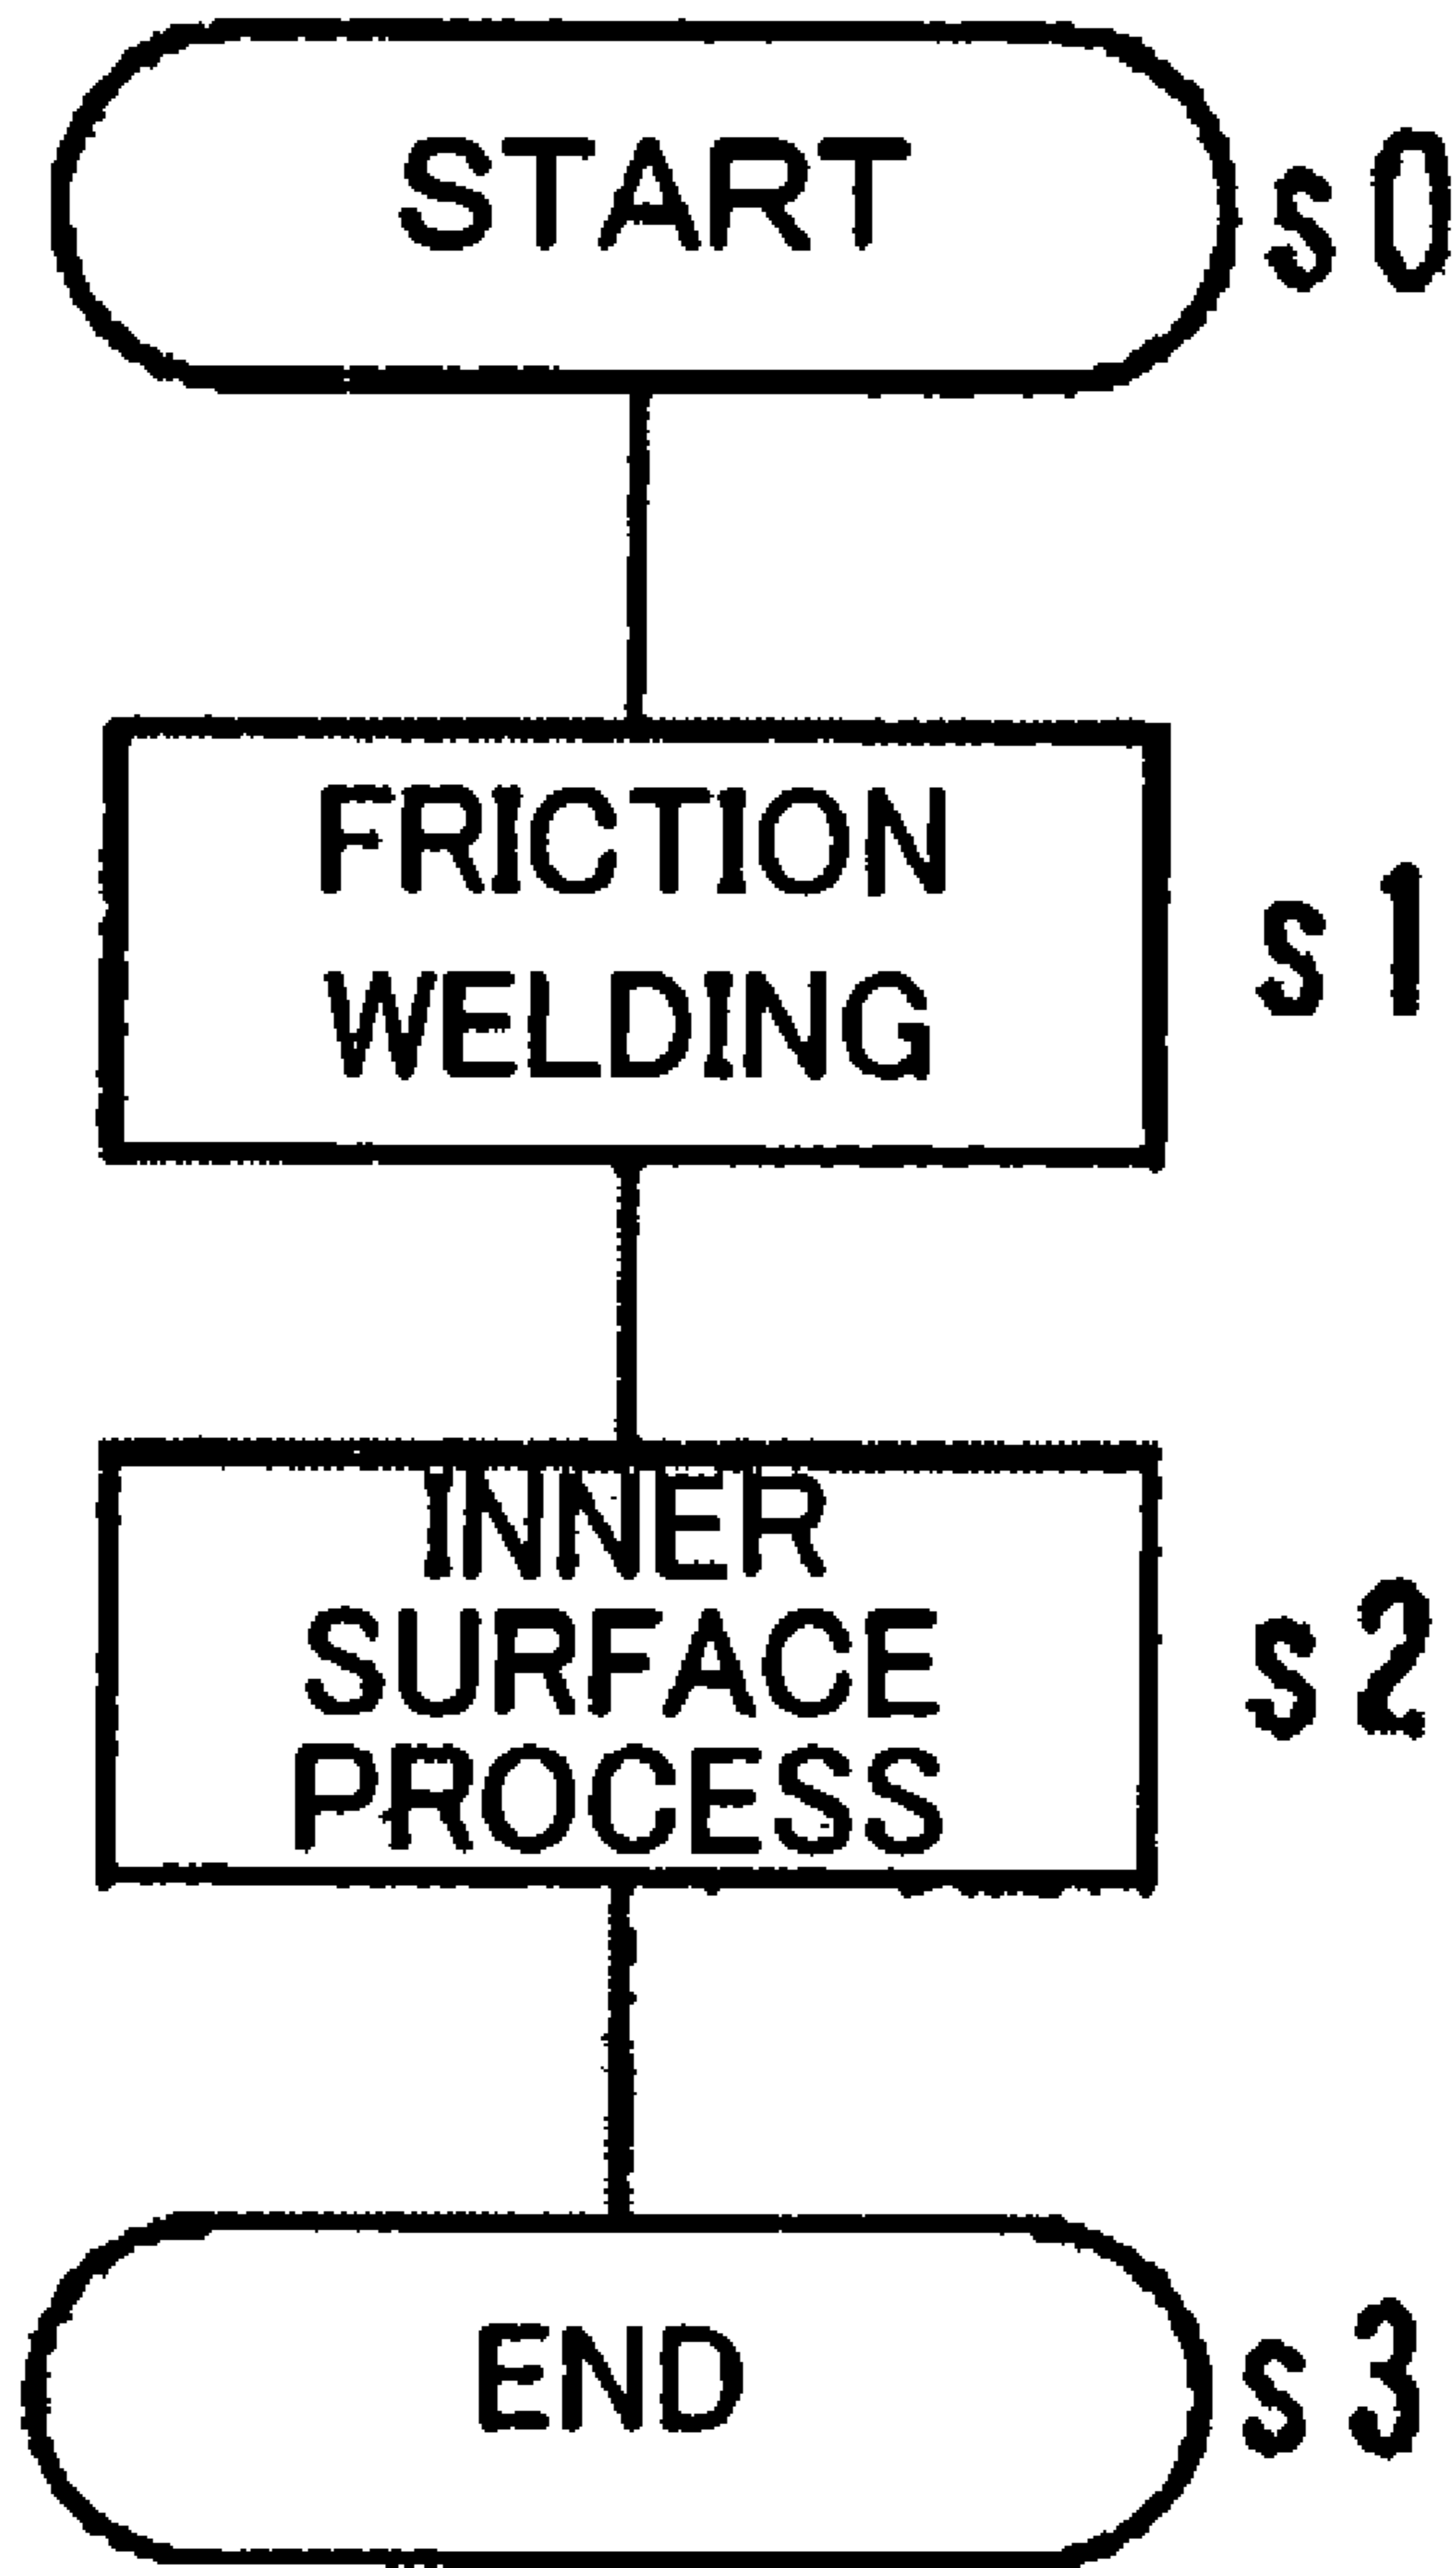 START s0
FRICTION
WELDING s1
INNER
SURFACE s2
PROCESS
END s3